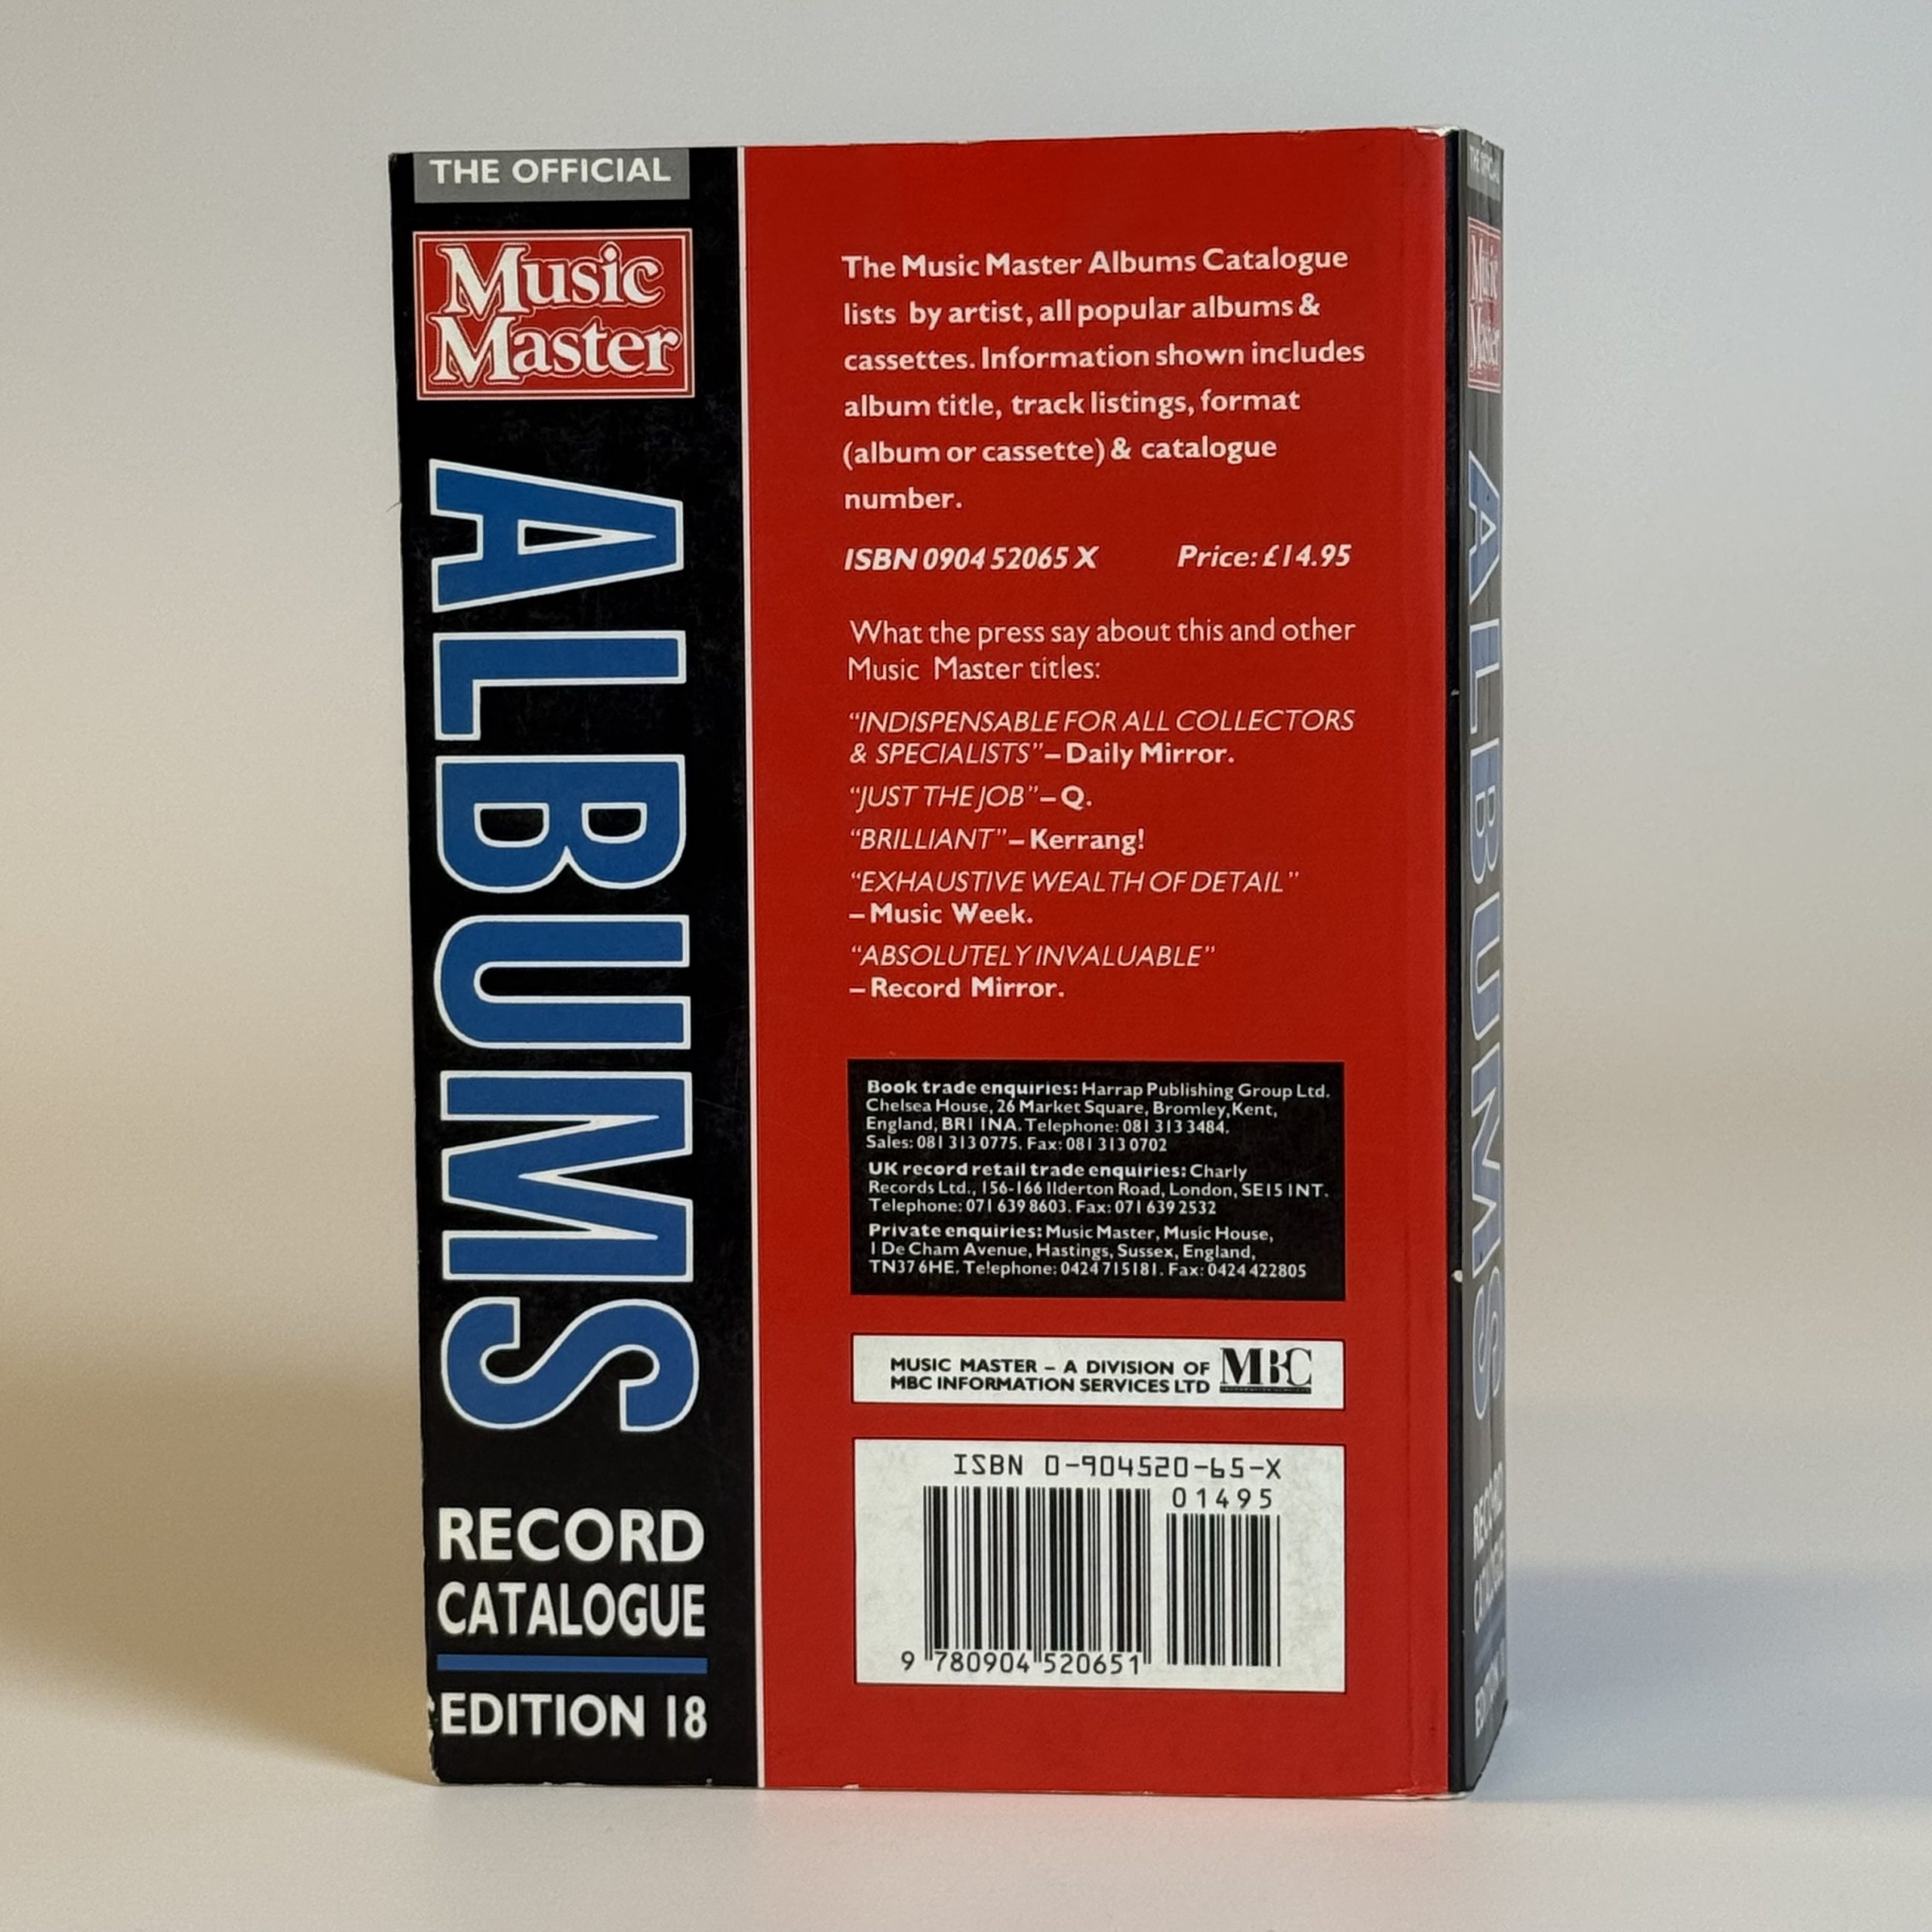 THE OFFICIAL
Music
Master
ALBUMS
RECORD
CATALOGUE
EDITION 18
The Music Master Albums Catalogue
lists by artist, all popular albums &
cassettes. Information shown includes
album title, track listings, format
(album or cassette) & catalogue
number.
ISBN 0904 52065 X Price: £14.95
What the press say about this and other
Music Master titles:
“INDISPENSABLE FOR ALL COLLECTORS
& SPECIALISTS” – Daily Mirror.
“JUST THE JOB” – Q.
“BRILLIANT” – Kerrang!
“EXHAUSTIVE WEALTH OF DETAIL”
– Music Week.
“ABSOLUTELY INVALUABLE”
– Record Mirror.
Book trade enquiries: Harrap Publishing Group Ltd.
Chelsea House, 26 Market Square, Bromley, Kent,
England, BR1 1NA. Telephone: 081 313 3484.
Sales: 081 313 0775. Fax: 081 313 0702
UK record retail trade enquiries: Charly
Records Ltd., 156-166 Ilderton Road, London, SE15 1NT.
Telephone: 071 639 8603. Fax: 071 639 2532
Private enquiries: Music Master, Music House,
1 De Cham Avenue, Hastings, Sussex, England,
TN37 6HE. Telephone: 0424 715181. Fax: 0424 422805
MUSIC MASTER – A DIVISION OF
MBC INFORMATION SERVICES LTD
MBC
ISBN 0-904520-65-X
01495
9 780904 520651
THE OFFICIAL
Music
Master
ALBUMS
RECORD
CATALOGUE
EDITION